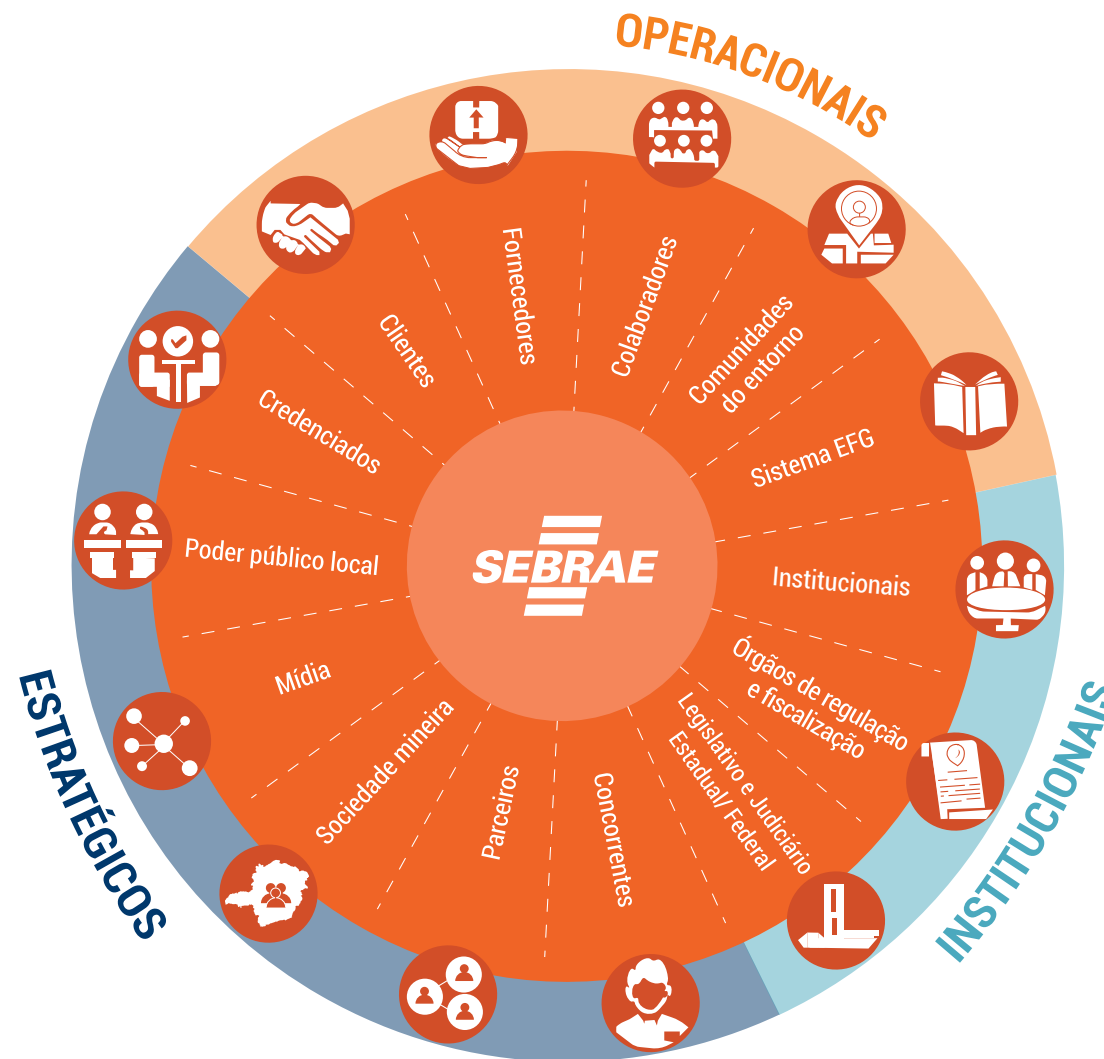 OPERACIONAIS
Clientes
Fornecedores
Colaboradores
Comunidades
do entorno
Sistema EFG
INSTITUCIONAIS
Institucionais
Órgãos de regulação
e fiscalização
Legislativo e Judiciário
Estadual/ Federal
ESTRATÉGICOS
Concorrentes
Parceiros
Sociedade mineira
Mídia
Poder público local
Credenciados
SEBRAE